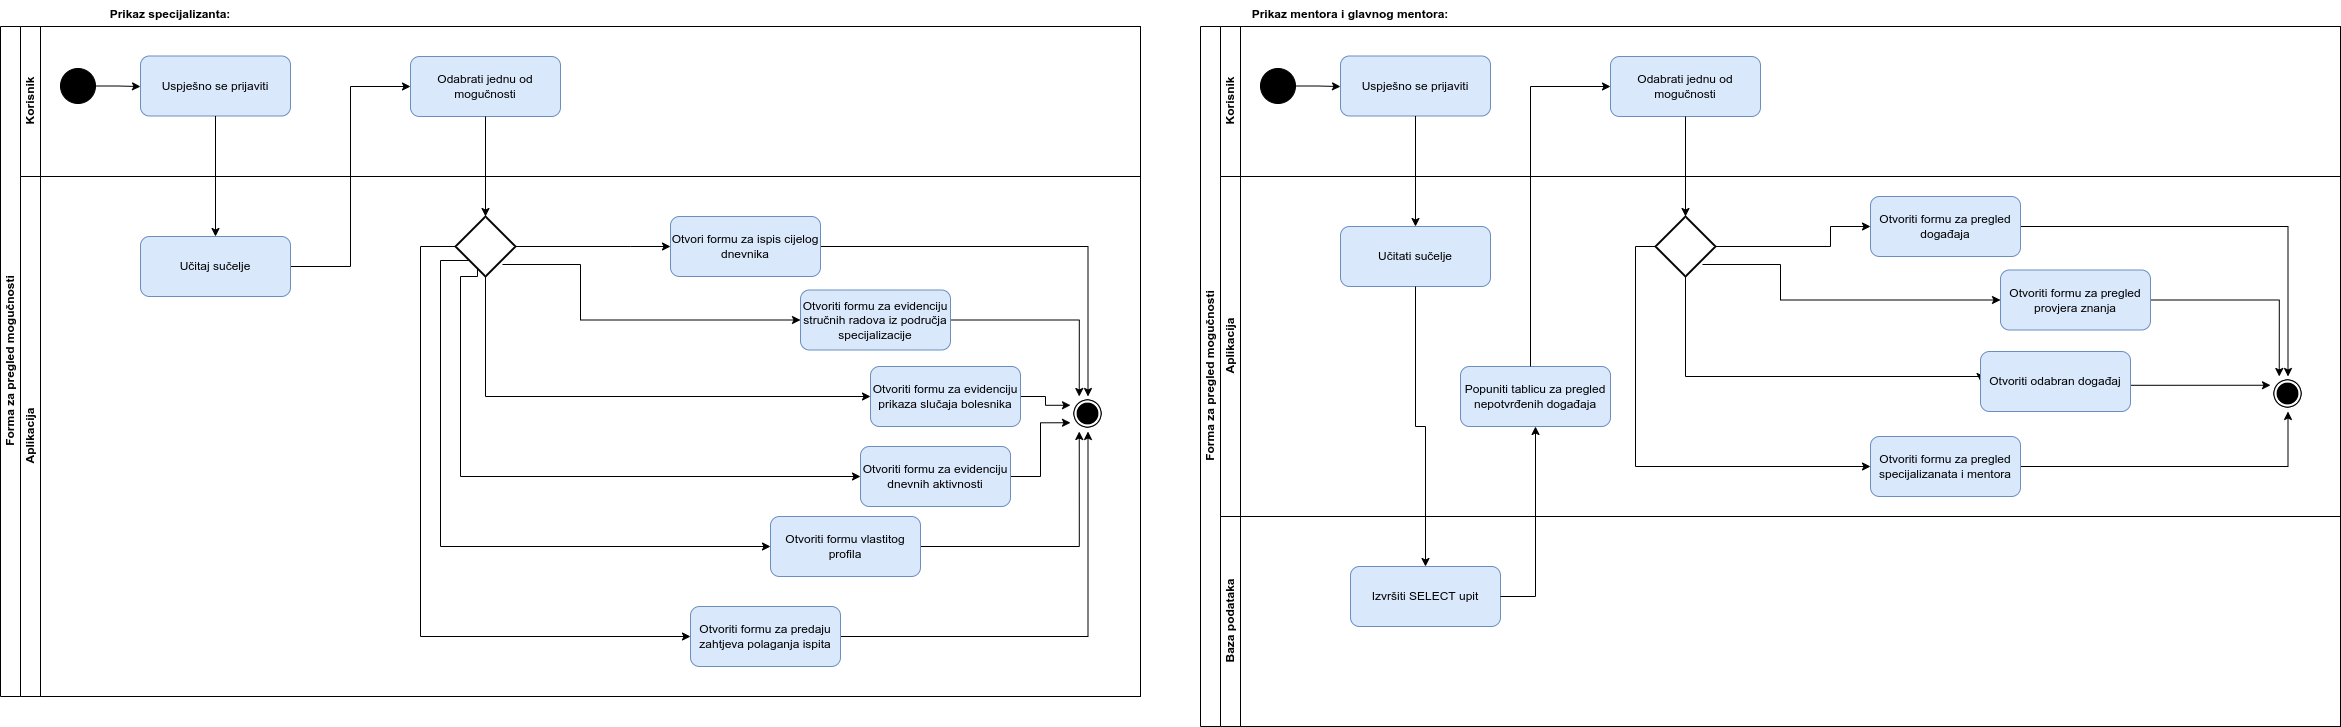 Prikaz specijalizanta:
Forma za pregled mogučnosti
Korisnik
Uspješno se prijaviti
Odabrati jednu od
mogučnosti
Aplikacija
Učitaj sučelje
Otvori formu za ispis cijelog
dnevnika
Otvoriti formu za evidenciju
stručnih radova iz područja
specijalizacije
Otvoriti formu za evidenciju
prikaza slučaja bolesnika
Otvoriti formu za evidenciju
dnevnih aktivnosti
Otvoriti formu vlastitog
profila
Otvoriti formu za predaju
zahtjeva polaganja ispita
Prikaz mentora i glavnog mentora:
Forma za pregled mogučnosti
Korisnik
Uspješno se prijaviti
Odabrati jednu od
mogučnosti
Aplikacija
Učitati sučelje
Popuniti tablicu za pregled
nepotvrđenih događaja
Otvoriti formu za pregled
događaja
Otvoriti formu za pregled
provjera znanja
Otvoriti odabran događaj
Otvoriti formu za pregled
specijalizanata i mentora
Baza podataka
Izvršiti SELECT upit